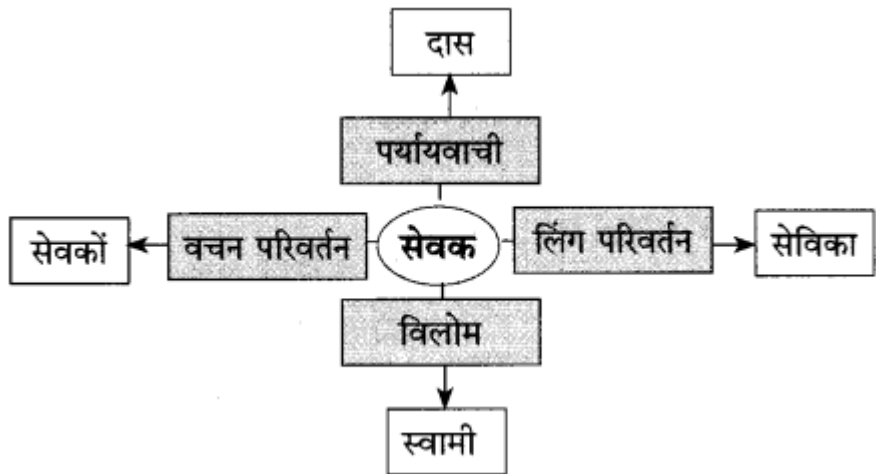 दास
पर्यायवाची
सेवकों वचन परिवर्तन सेवक लिंग परिवर्तन सेविका
विलोम
स्वामी